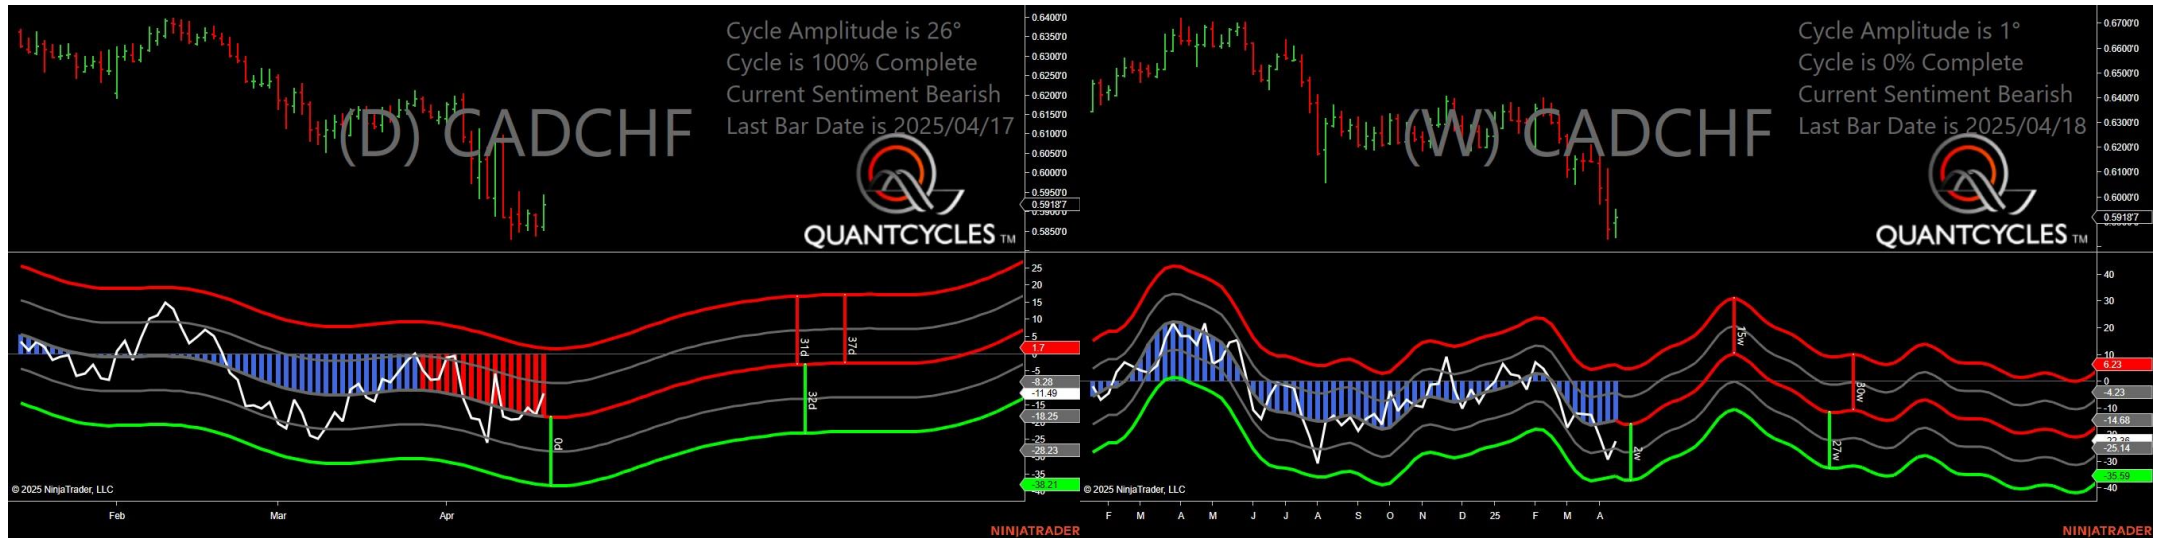 Cycle Amplitude is 26°
Cycle is 100% Complete
Current Sentiment Bearish
Last Bar Date is 2025/04/17
(D) CADCHF
QUANTCYCLES TM
0.6400'0
0.6350'0
0.6300'0
0.6250'0
0.6200'0
0.6150'0
0.6100'0
0.6050'0
0.6000'0
0.5950'0
0.5918'7
0.5850'0
25
20
15
10
5
1.7
-5
-8.28
-11.49
-15
-18.25
-25
-28.23
-35
-38.21
31d
37d
32d
0d
© 2025 NinjaTrader, LLC
Feb Mar Apr
NINJATRADER
Cycle Amplitude is 1°
Cycle is 0% Complete
Current Sentiment Bearish
Last Bar Date is 2025/04/18
(W) CADCHF
QUANTCYCLES TM
0.6700'0
0.6600'0
0.6500'0
0.6400'0
0.6300'0
0.6200'0
0.6100'0
0.6000'0
0.5918'7
40
30
20
10
6.23
0
-4.23
-10
-14.68
-25.14
-30
-35.59
-40
15w
30w
27w
2w
© 2025 NinjaTrader, LLC
F M A M J J A S O N D 25 F M A
NINJATRADER